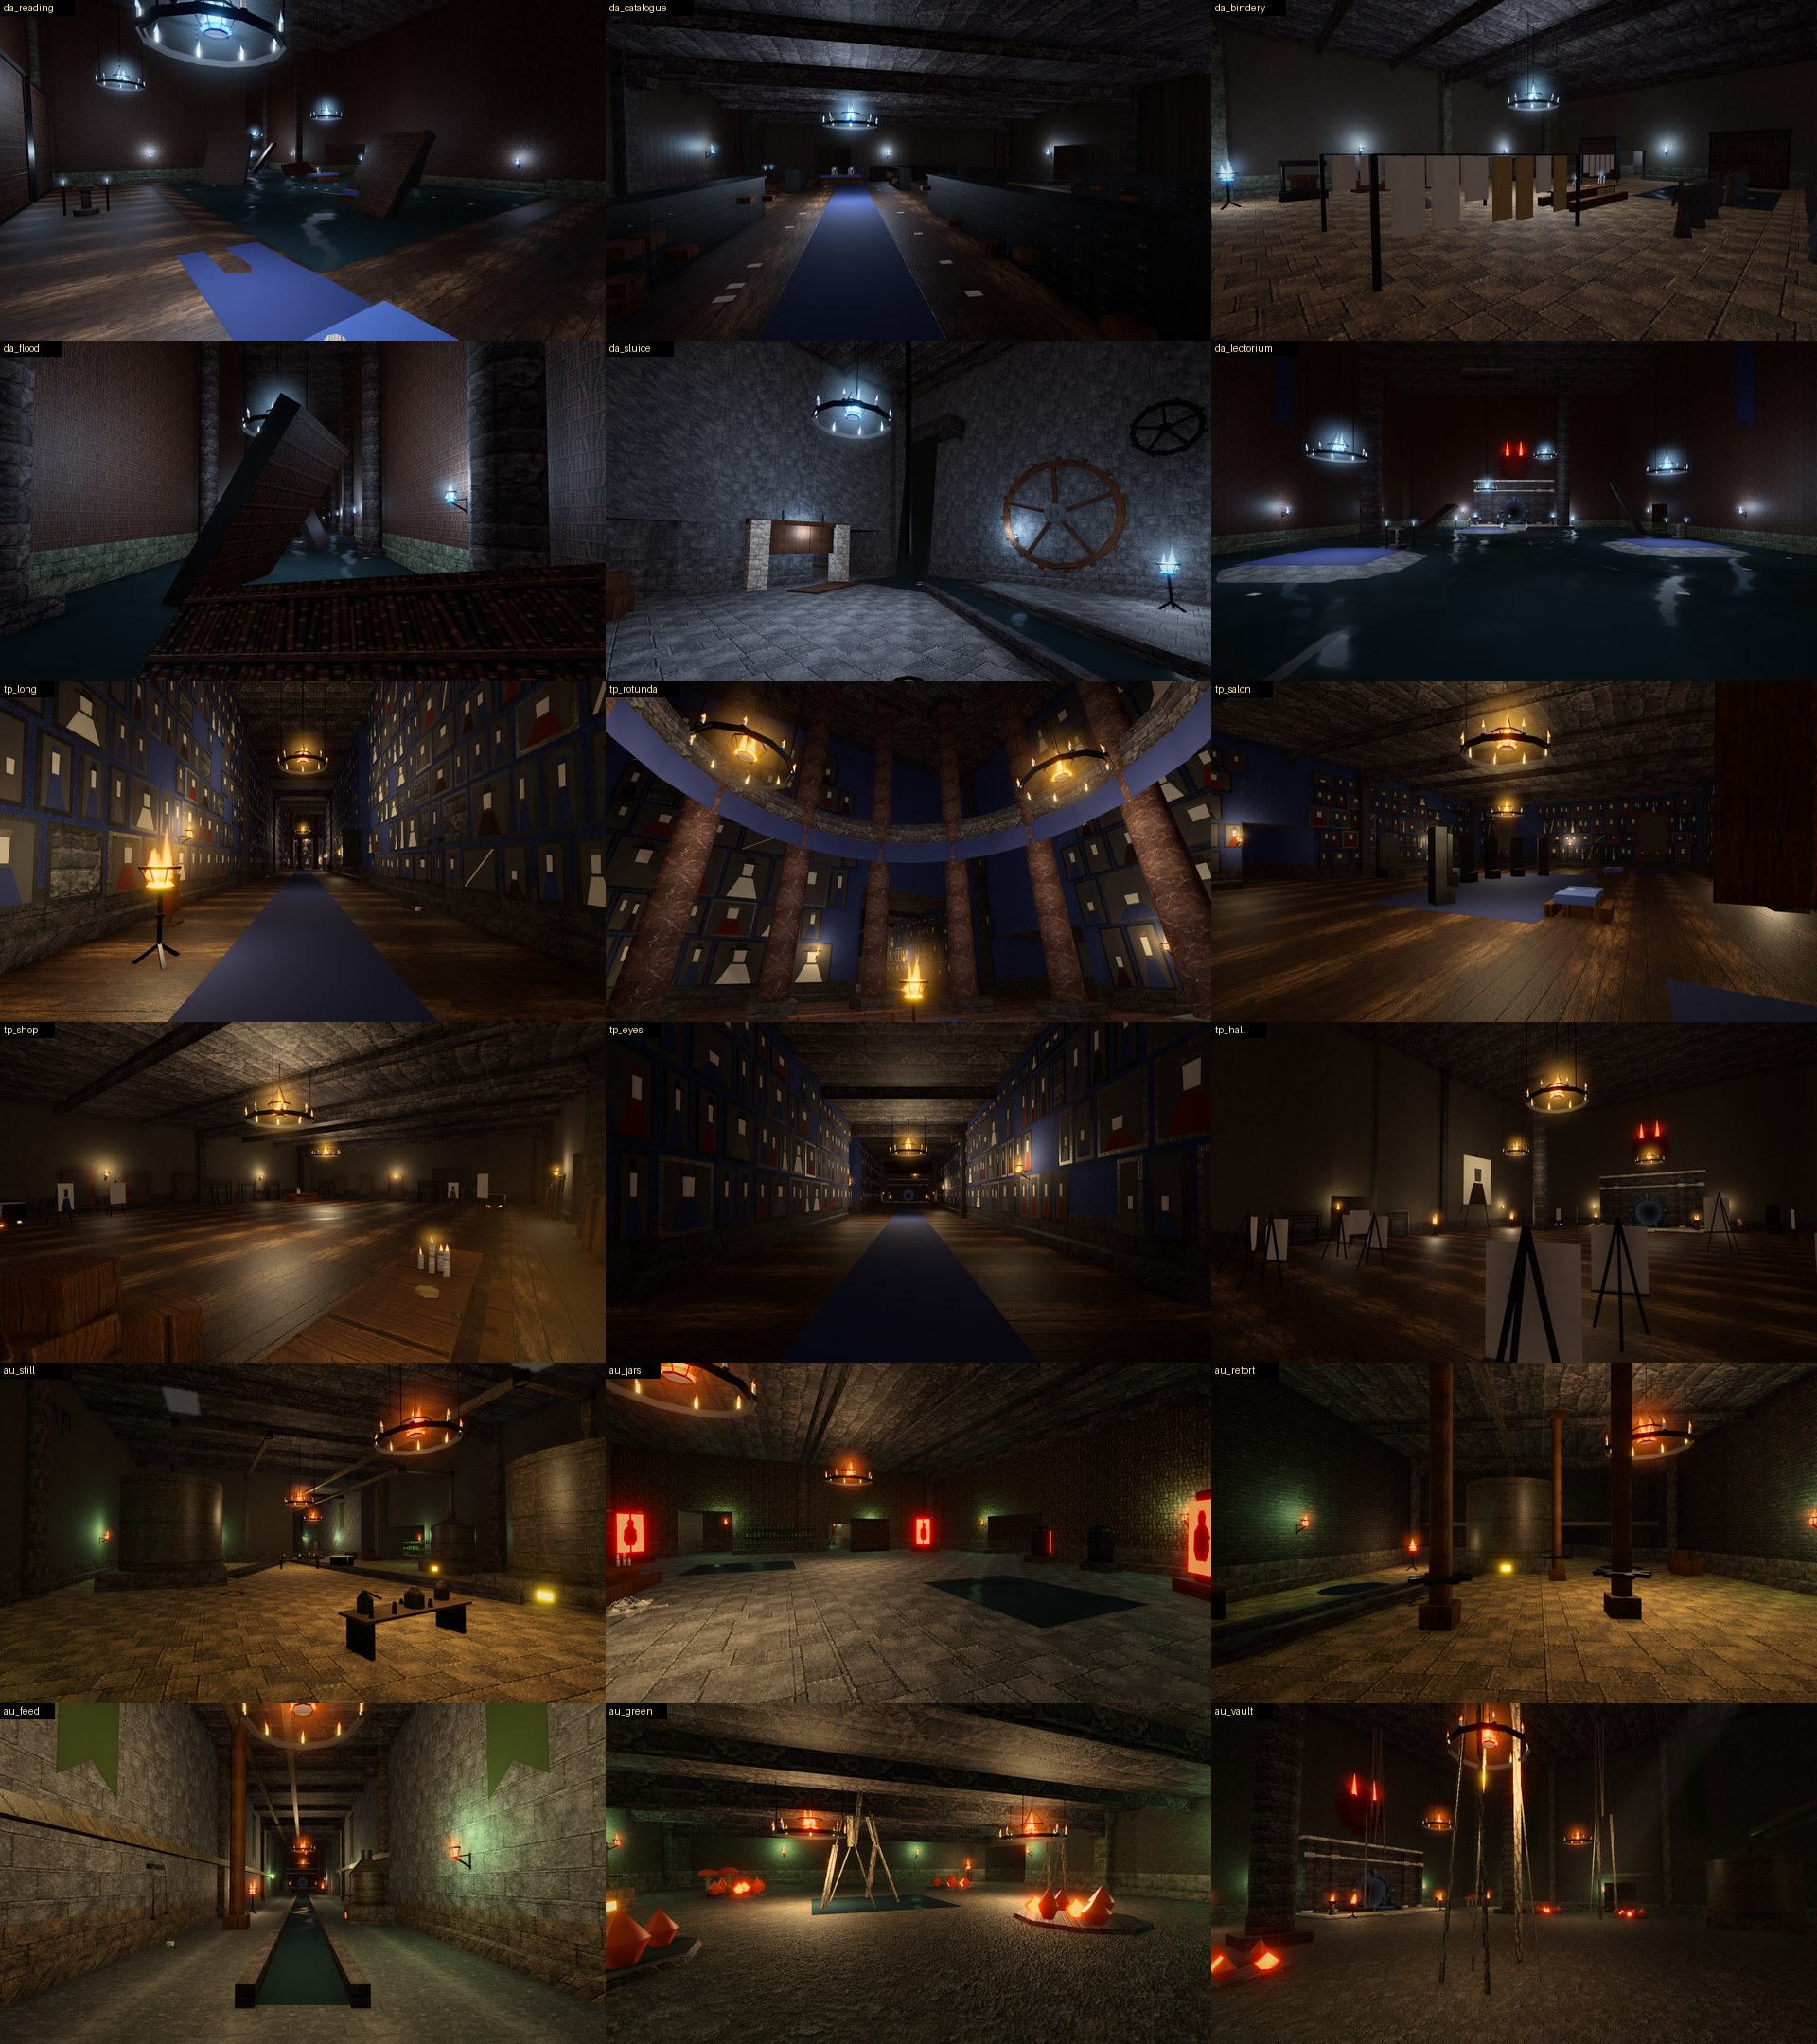 da_reading
da_catalogue
da_bindery
da_flood
da_sluice
da_lectorium
tp_long
tp_rotunda
tp_salon
tp_shop
tp_eyes
tp_hall
au_still
au_jars
au_retort
au_feed
au_green
au_vault